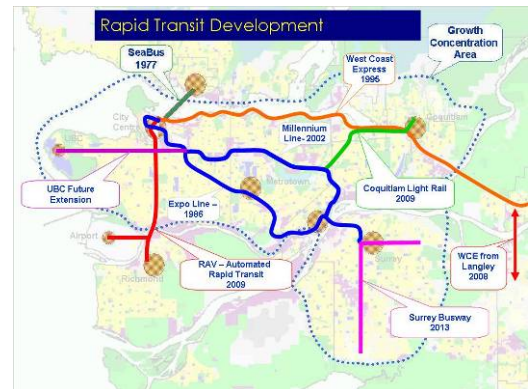 Rapid Transit Development
SeaBus
1977
Growth
Concentration
Area
West Coast
Express
1995
City
Centre
Coquitlam
Millennium
Line- 2002
UBC
Metrotown
UBC Future
Extension
Coquitlam Light Rail
2009
Expo Line –
1986
Airport
Surrey
WCE from
Langley
2008
RAV – Automated
Rapid Transit
2009
Richmond
Surrey Busway
2013